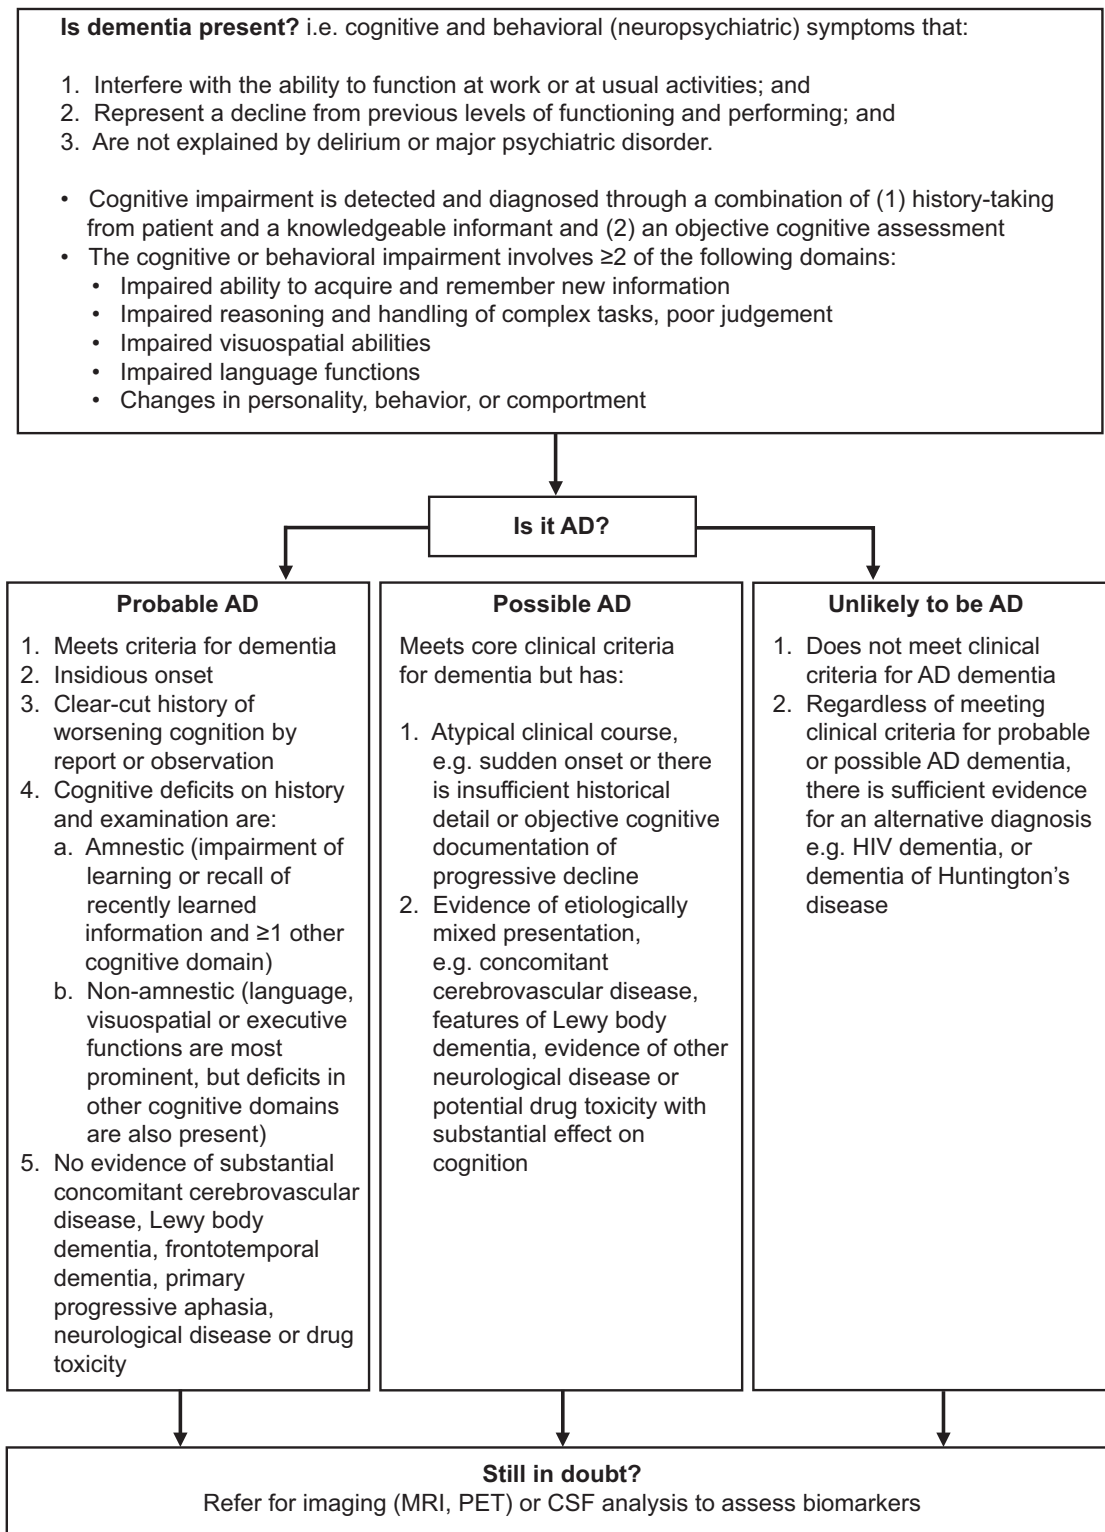 Is dementia present? i.e. cognitive and behavioral (neuropsychiatric) symptoms that:
1. Interfere with the ability to function at work or at usual activities; and
2. Represent a decline from previous levels of functioning and performing; and
3. Are not explained by delirium or major psychiatric disorder.
• Cognitive impairment is detected and diagnosed through a combination of (1) history-taking
from patient and a knowledgeable informant and (2) an objective cognitive assessment
• The cognitive or behavioral impairment involves ≥2 of the following domains:
• Impaired ability to acquire and remember new information
• Impaired reasoning and handling of complex tasks, poor judgement
• Impaired visuospatial abilities
• Impaired language functions
• Changes in personality, behavior, or comportment
Is it AD?
Probable AD
1. Meets criteria for dementia
2. Insidious onset
3. Clear-cut history of
worsening cognition by
report or observation
4. Cognitive deficits on history
and examination are:
a. Amnestic (impairment of
learning or recall of
recently learned
information and ≥1 other
cognitive domain)
b. Non-amnestic (language,
visuospatial or executive
functions are most
prominent, but deficits in
other cognitive domains
are also present)
5. No evidence of substantial
concomitant cerebrovascular
disease, Lewy body
dementia, frontotemporal
dementia, primary
progressive aphasia,
neurological disease or drug
toxicity
Possible AD
Meets core clinical criteria
for dementia but has:
1. Atypical clinical course,
e.g. sudden onset or there
is insufficient historical
detail or objective cognitive
documentation of
progressive decline
2. Evidence of etiologically
mixed presentation,
e.g. concomitant
cerebrovascular disease,
features of Lewy body
dementia, evidence of other
neurological disease or
potential drug toxicity with
substantial effect on
cognition
Unlikely to be AD
1. Does not meet clinical
criteria for AD dementia
2. Regardless of meeting
clinical criteria for probable
or possible AD dementia,
there is sufficient evidence
for an alternative diagnosis
e.g. HIV dementia, or
dementia of Huntington's
disease
Still in doubt?
Refer for imaging (MRI, PET) or CSF analysis to assess biomarkers